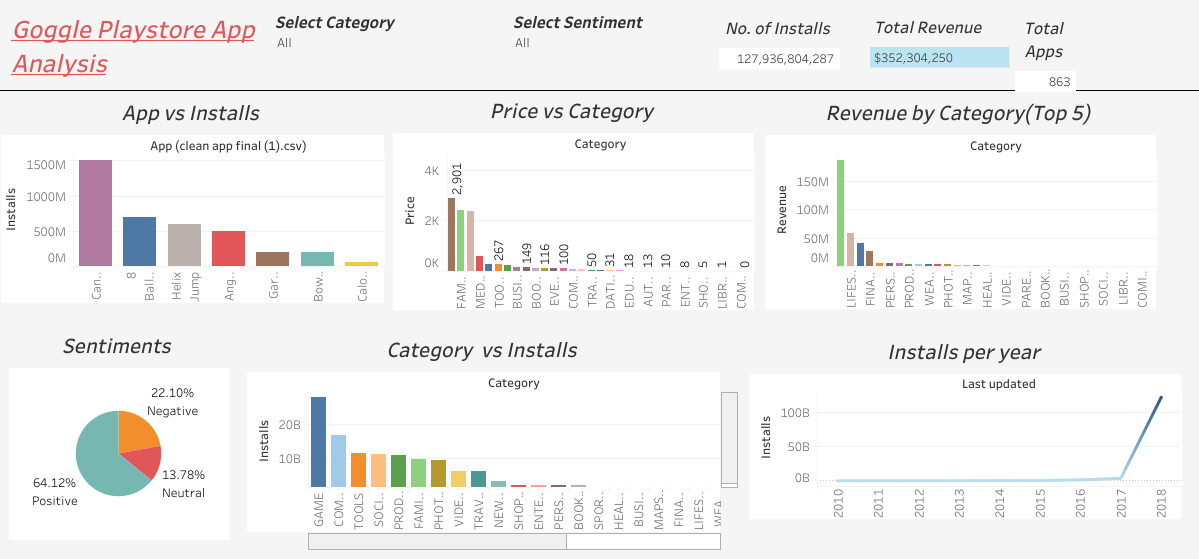 Goggle Playstore App
Analysis
Select Category
All
Select Sentiment
All
No. of Installs
127,936,804,287
Total Revenue
$352,304,250
Total
Apps
863
App vs Installs
App (clean app final (1).csv)
Installs
1500M
1000M
500M
0M
Can..
8
Ball..
Helix
Jump
Ang..
Gar..
Bow..
Calo..
Price vs Category
Category
Price
4K
2K
0K
2,901
267
149
116
100
50
31
18
13
10
8
5
1
0
FAM..
MED..
TOO..
BUSI..
BOO..
EVE..
COM..
TRA..
DATI..
EDU..
AUT..
PAR..
ENT..
SHO..
LIBR..
COM..
Revenue by Category(Top 5)
Category
Revenue
150M
100M
50M
0M
LIFES..
FINA..
PERS..
PROD..
WEA..
PHOT..
MAP..
HEAL..
VIDE..
PARE..
BOOK..
BUSI..
SHOP..
SOCI..
LIBR..
COMI..
Sentiments
22.10%
Negative
13.78%
Neutral
64.12%
Positive
Category vs Installs
Category
Installs
20B
10B
GAME
COM..
TOOLS
SOCI..
PROD..
FAMI..
PHOT..
VIDE..
TRAV..
NEW..
SHOP..
ENTE..
PERS..
BOOK..
SPOR..
HEAL..
BUSI..
MAPS..
FINA..
LIFES..
WEA
Installs per year
Last updated
Installs
100B
50B
0B
2010
2011
2012
2013
2014
2015
2016
2017
2018